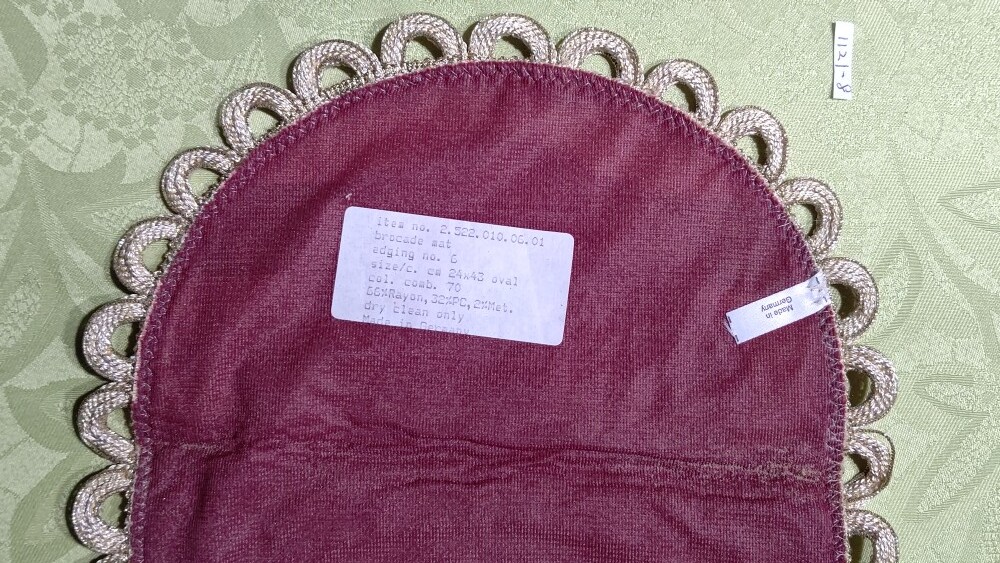 item no. 2.522.010.06.01
brocade mat
edging no. 6
size/c. cm 24x43 oval
col. comb. 70
66%Rayon,32%PC,2%Met.
dry clean only
Made in Germany
Made in
Germany
1121-8